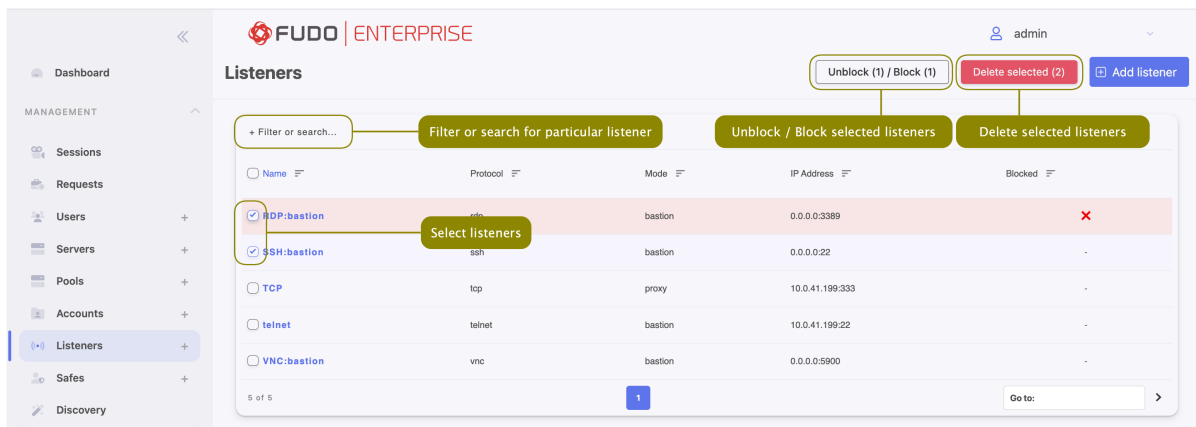 FUDO | ENTERPRISE
admin
Dashboard
Listeners
Unblock (1) / Block (1)
Delete selected (2)
Add listener
MANAGEMENT
+ Filter or search...
Filter or search for particular listener
Unblock / Block selected listeners
Delete selected listeners
Sessions
Requests
Users +
Servers +
Pools +
Accounts +
Listeners +
Safes +
Discovery
Name Protocol Mode IP Address Blocked
RDP:bastion rdp bastion 0.0.0.0:3389
Select listeners
SSH:bastion ssh bastion 0.0.0.0:22 -
TCP tcp proxy 10.0.41.199:333 -
telnet telnet bastion 10.0.41.199:22 -
VNC:bastion vnc bastion 0.0.0.0:5900 -
5 of 5
1
Go to: